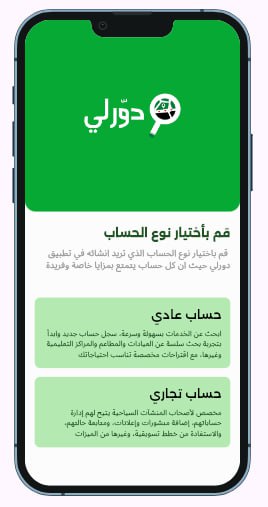 دوّرلي
قم بأختيار نوع الحساب
قم بأختيار نوع الحساب الذي تريد إنشائه في تطبيق
دورلي حيث إن كل حساب يتمتع بمزايا خاصة وفريدة
حساب عادي
ابحث عن الخدمات بسهولة وسرعة، سجل حساب جديد وابدأ
بتجربة بحث سلسة عن العيادات والمطاعم والمراكز التعليمية
وغيرها، مع اقتراحات مخصصة تناسب احتياجاتك
حساب تجاري
مخصص لأصحاب المنشآت السياحية يتيح لهم إدارة
حساباتهم، إضافة منشورات وإعلانات، ومتابعة حالتهم،
والاستفادة من خطط تسويقية، وغيرها من الميزات